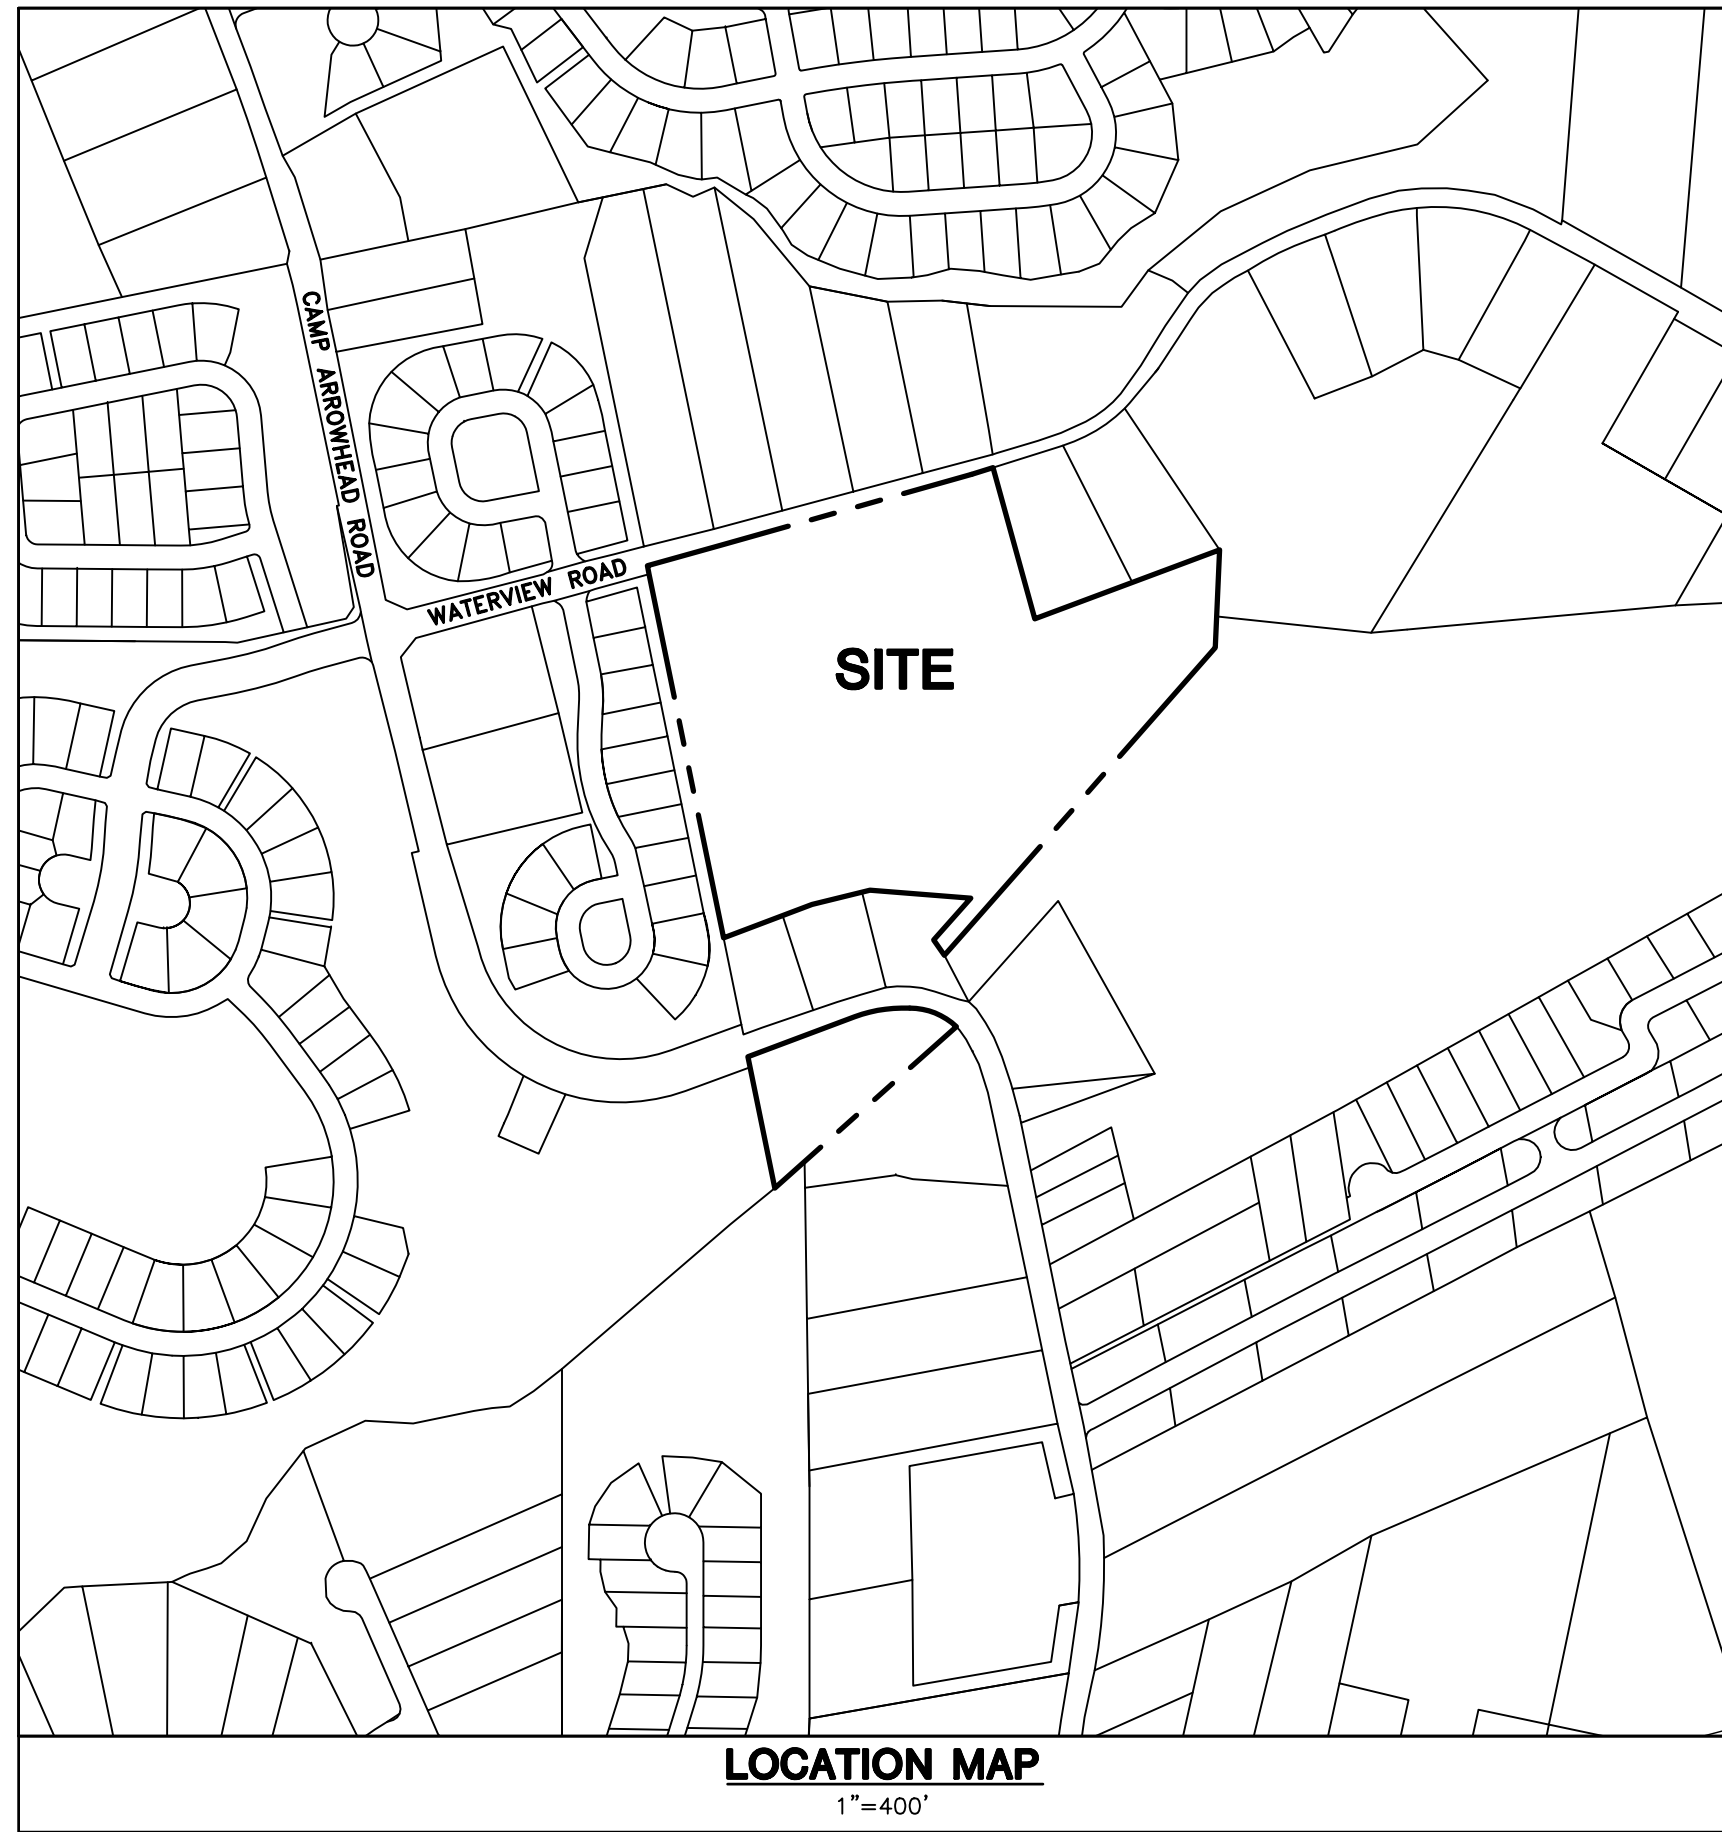 CAMP ARROWHEAD ROAD
WATERVIEW ROAD
SITE
LOCATION MAP
1"=400'